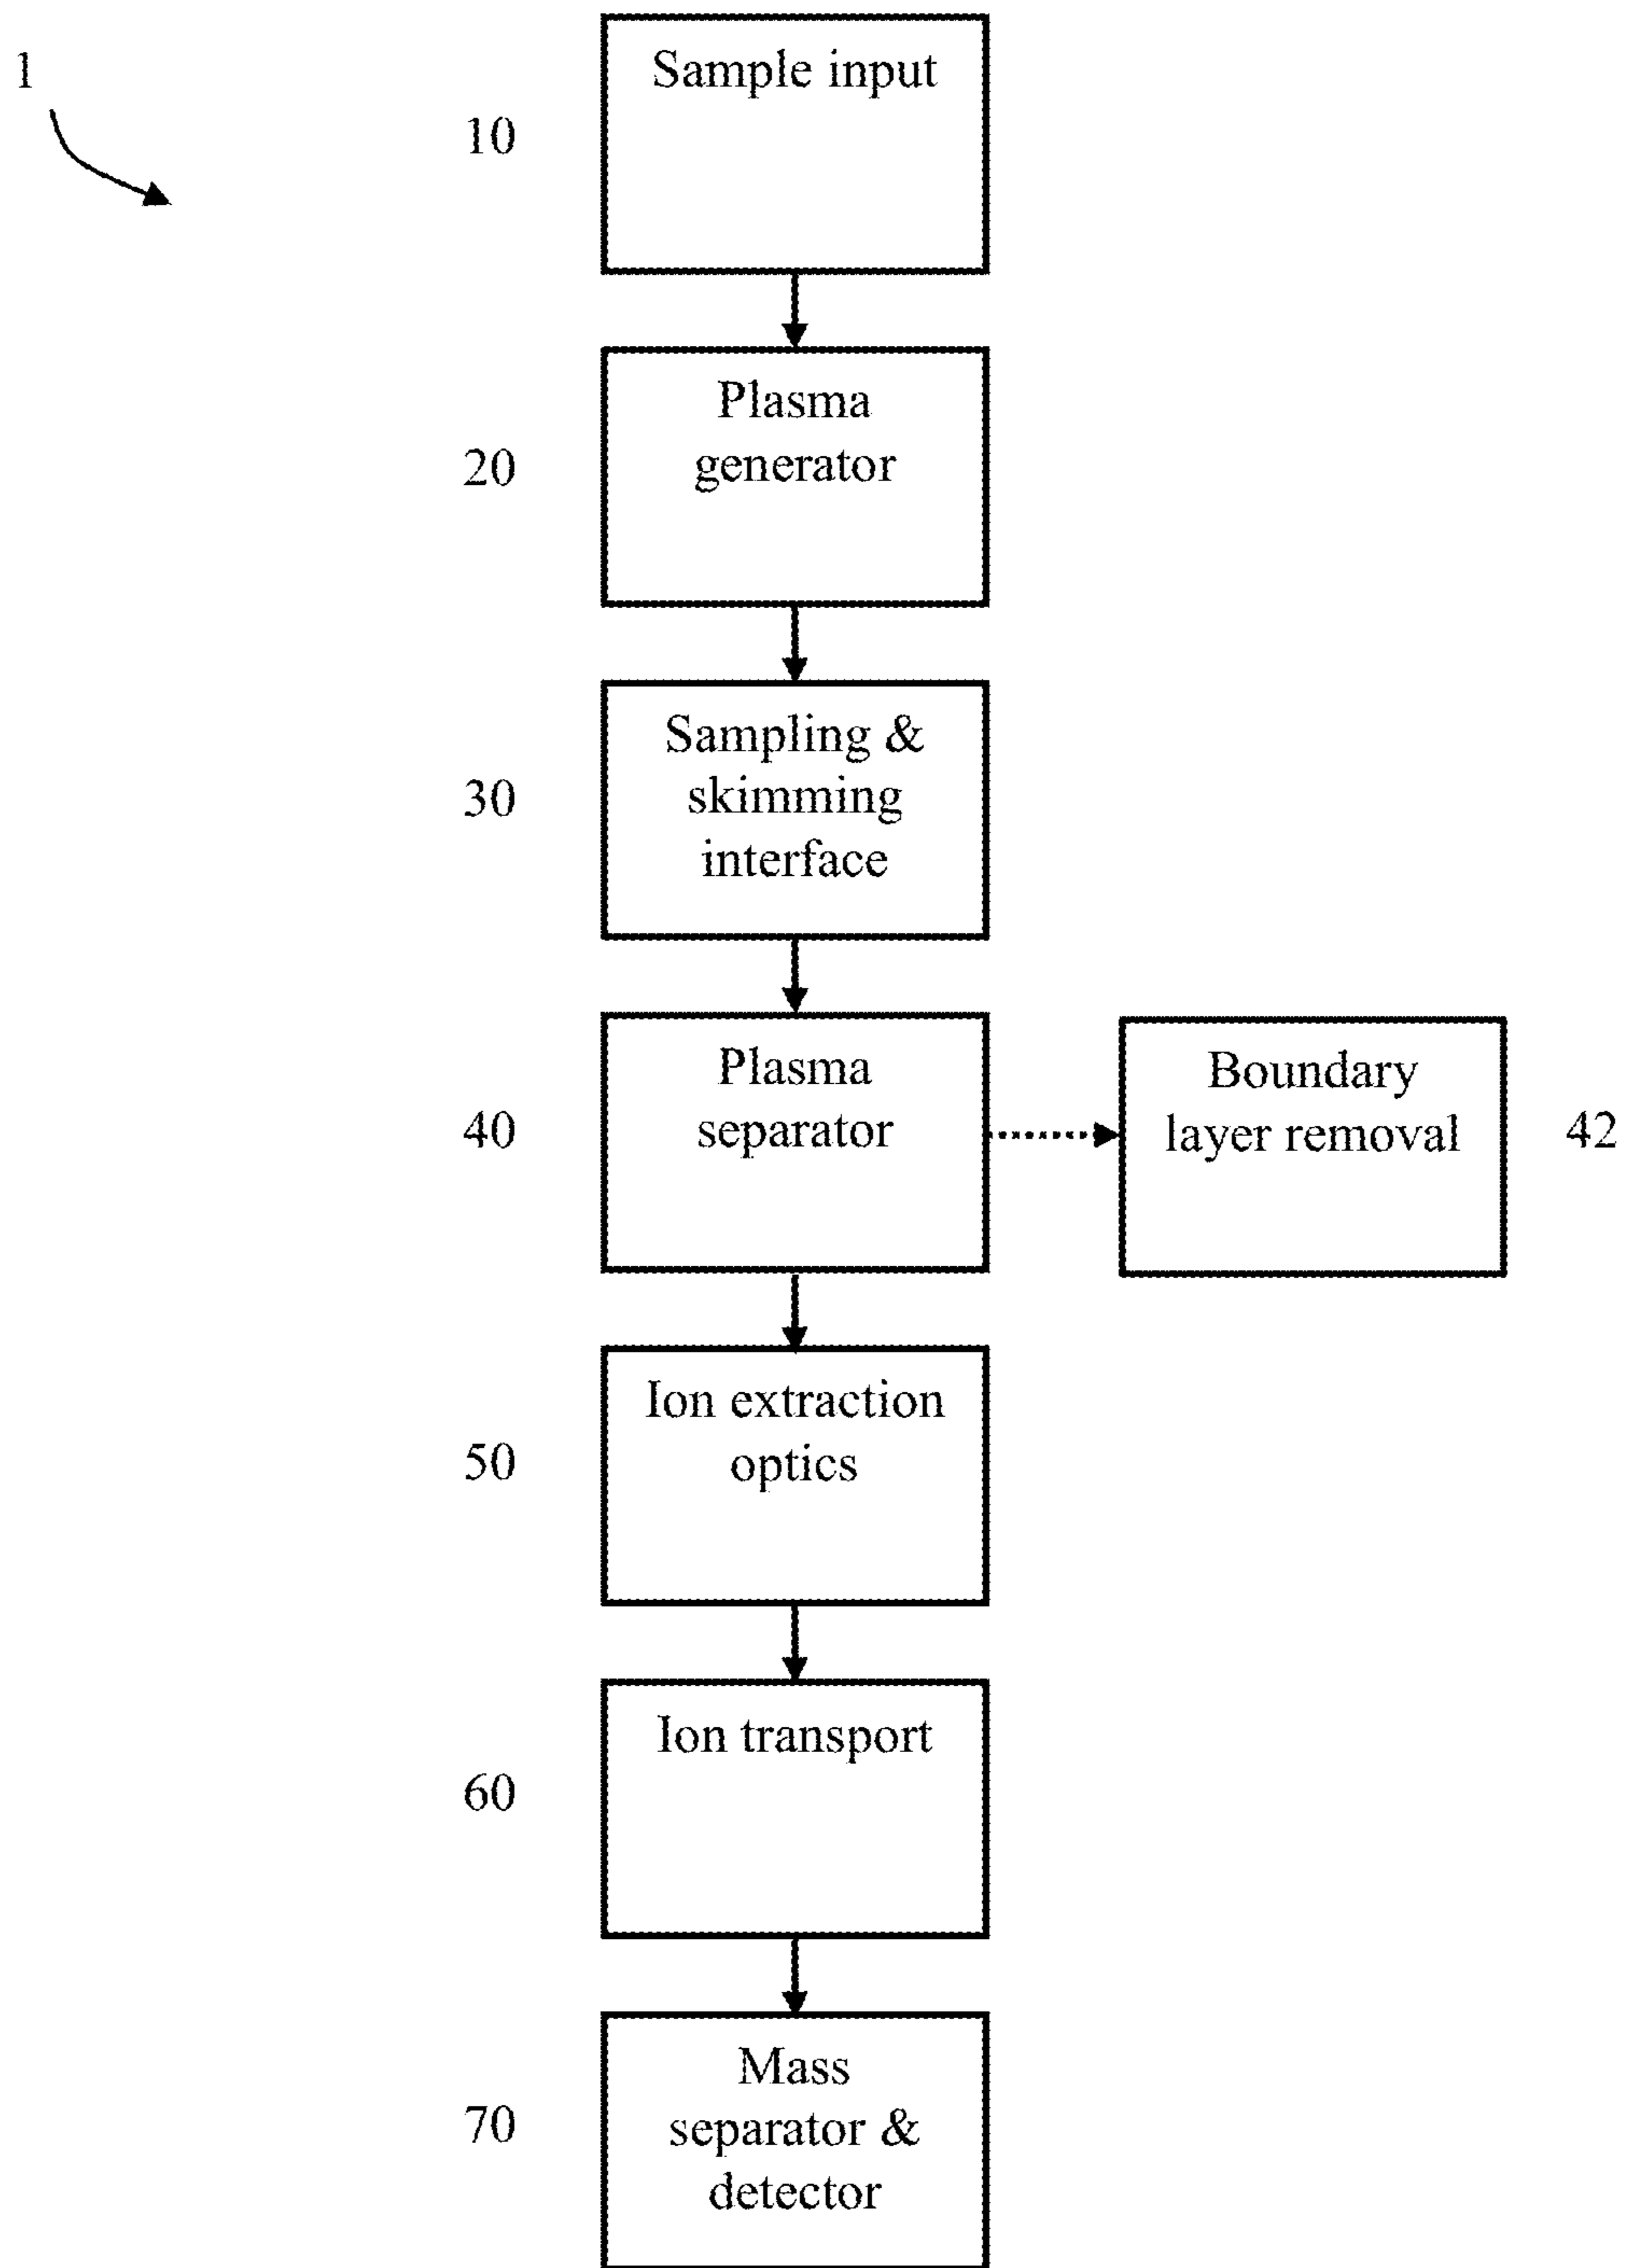 1
Sample input
10
Plasma
generator
20
Sampling &
skimming
interface
30
Plasma
separator
40
Boundary
layer removal
42
Ion extraction
optics
50
Ion transport
60
Mass
separator &
detector
70